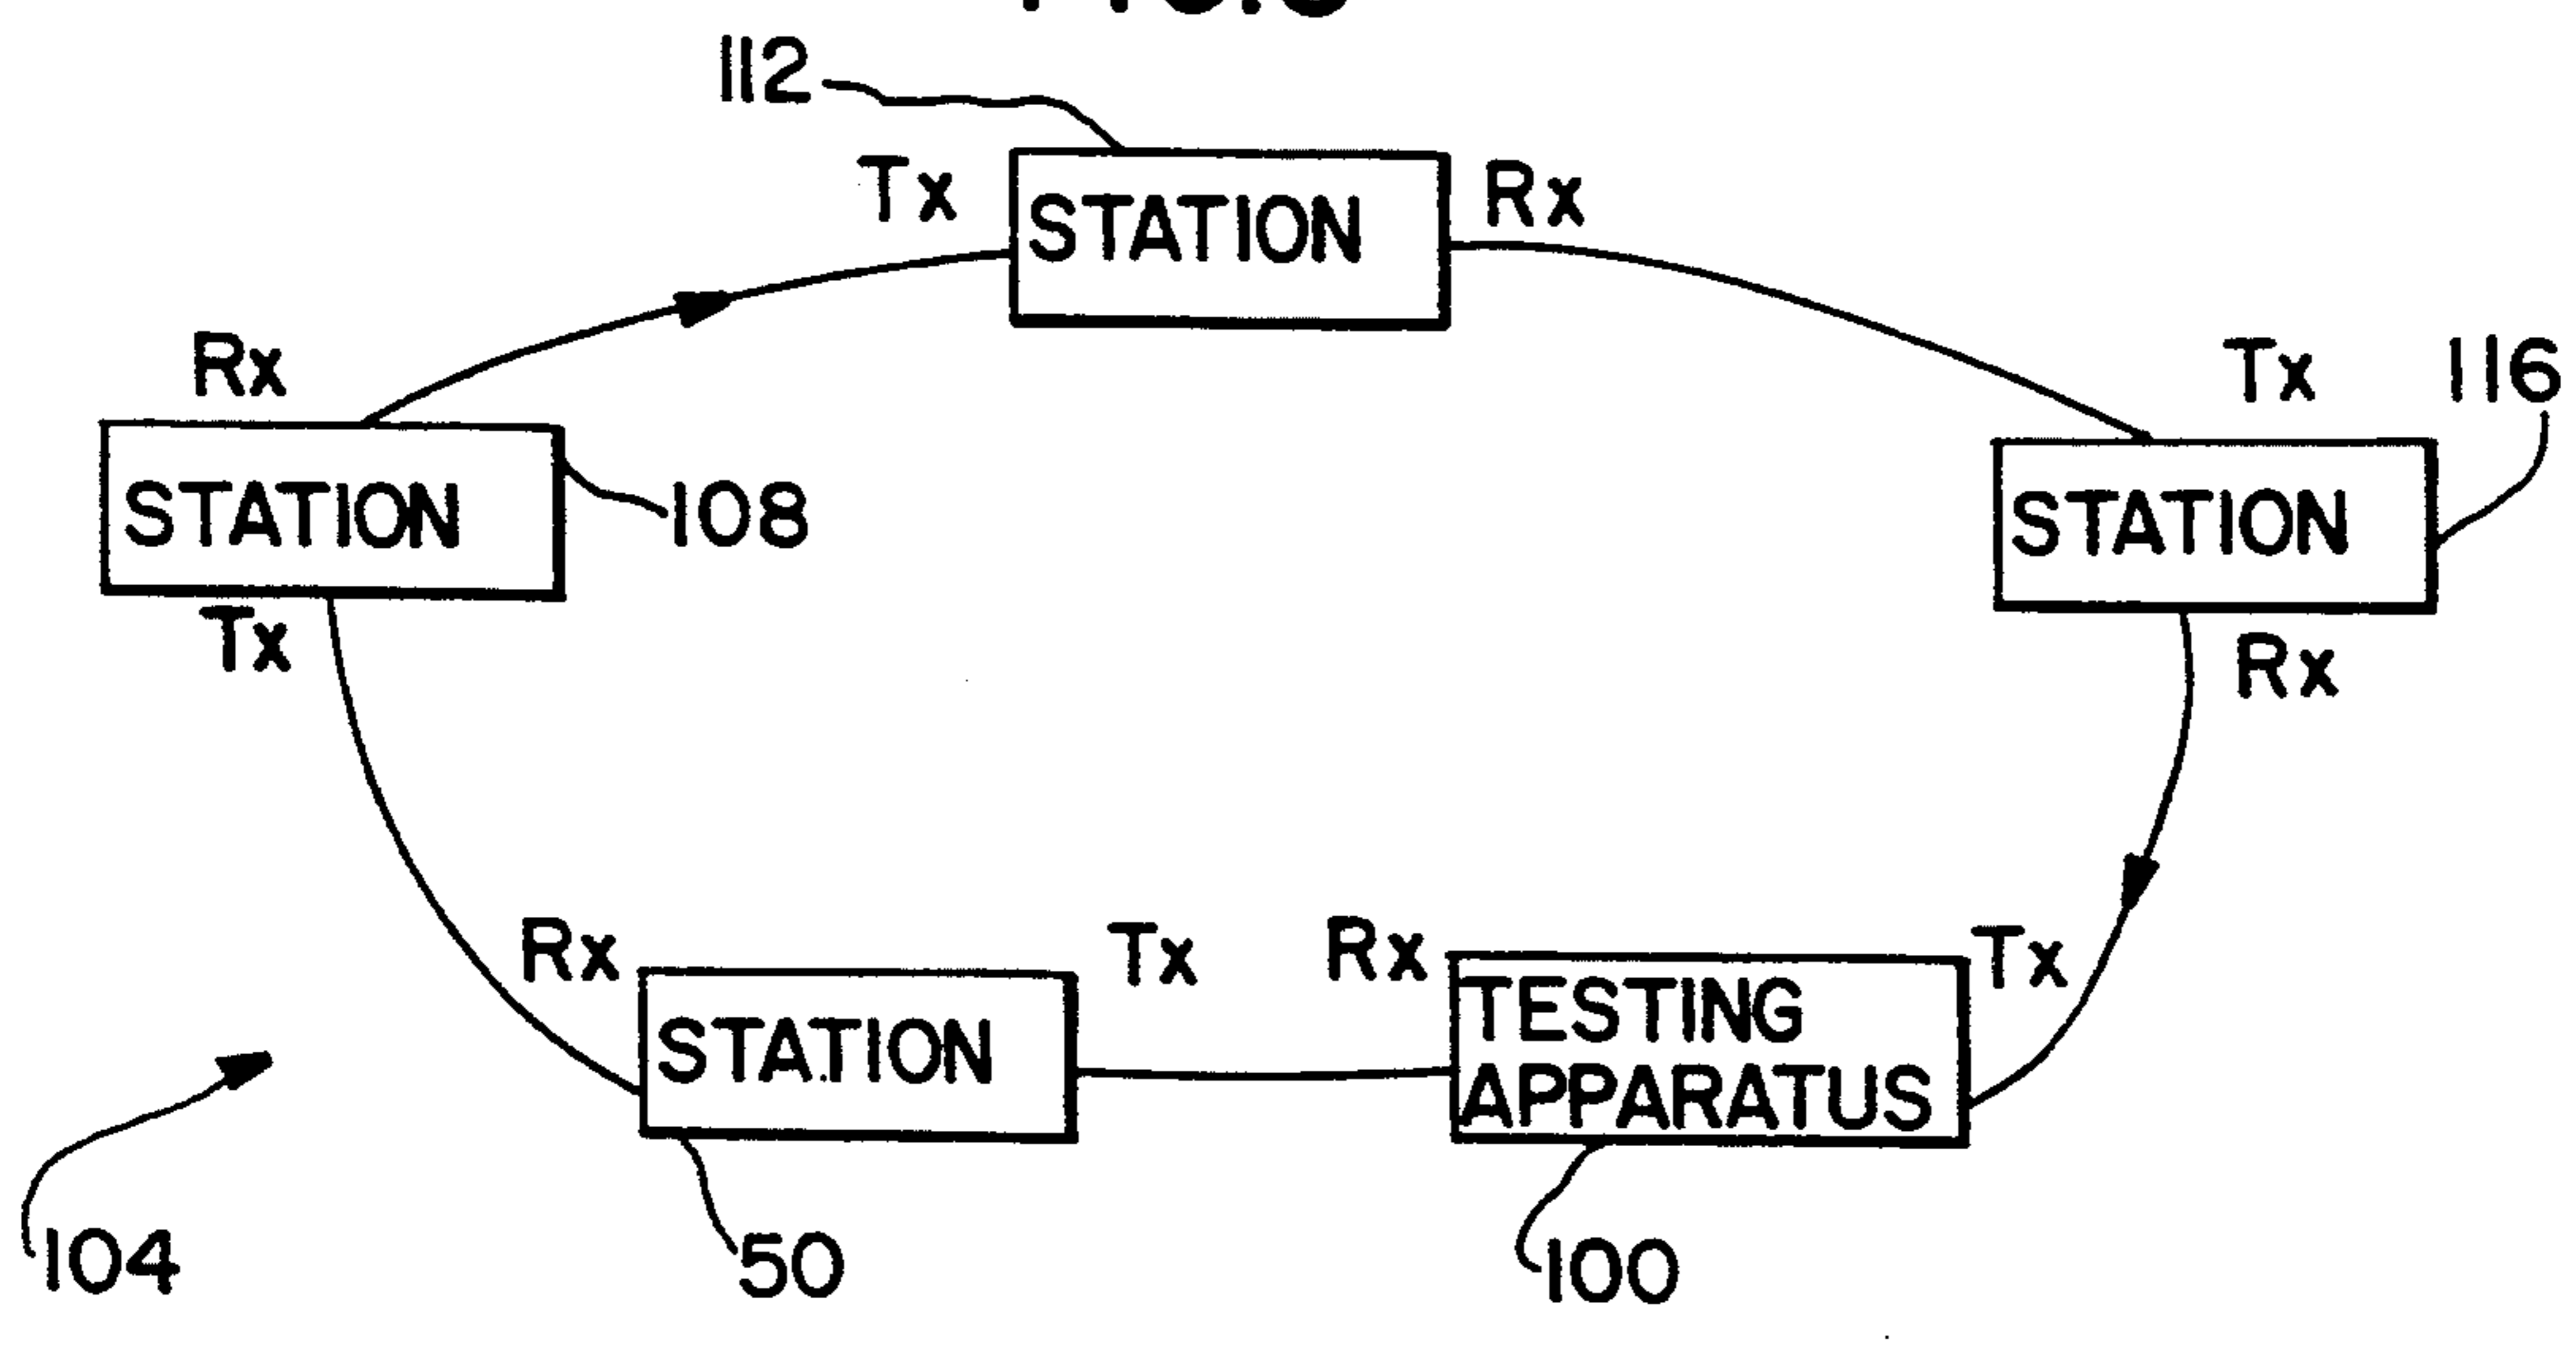 112
Tx
STATION
Rx
Rx
Tx
116
STATION
108
STATION
Tx
Rx
Rx
Tx
Rx
Tx
STATION
TESTING
APPARATUS
104
50
100